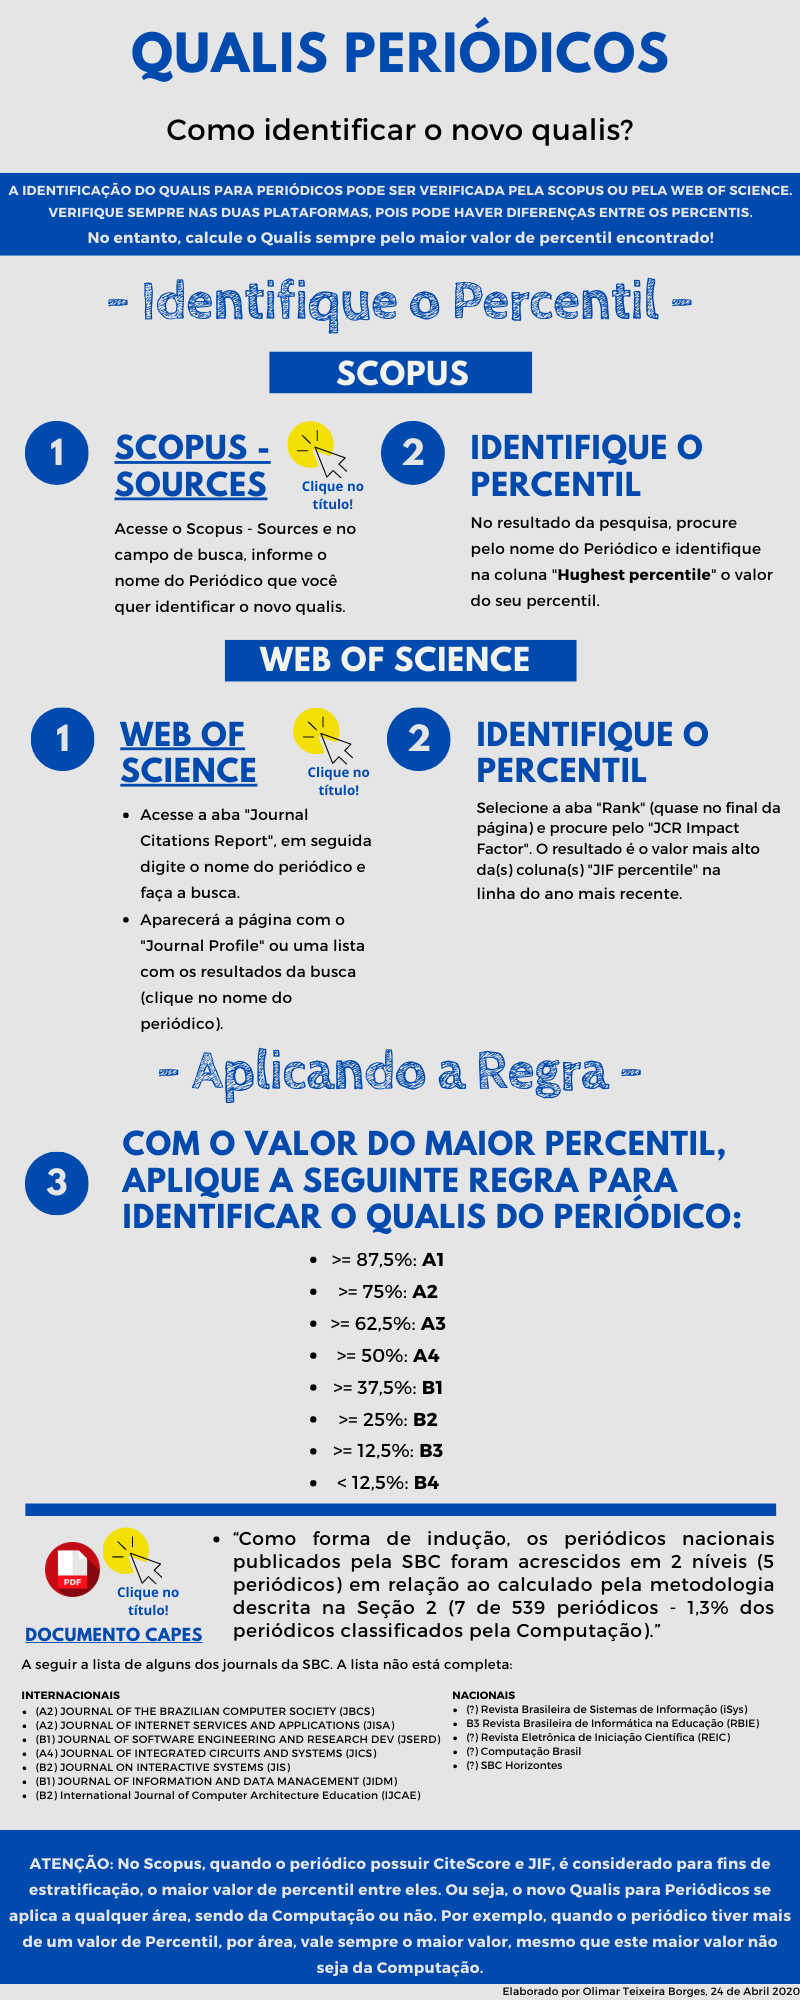 QUALIS PERIÓDICOS
Como identificar o novo qualis?
A IDENTIFICAÇÃO DO QUALIS PARA PERIÓDICOS PODE SER VERIFICADA PELA SCOPUS OU PELA WEB OF SCIENCE.
VERIFIQUE SEMPRE NAS DUAS PLATAFORMAS, POIS PODE HAVER DIFERENÇAS ENTRE OS PERCENTIS.
No entanto, calcule o Qualis sempre pelo maior valor de percentil encontrado!
- Identifique o Percentil -
SCOPUS
1
SCOPUS -
SOURCES
Clique no
título!
Acesse o Scopus - Sources e no
campo de busca, informe o
nome do Periódico que você
quer identificar o novo qualis.
2
IDENTIFIQUE O
PERCENTIL
No resultado da pesquisa, procure
pelo nome do Periódico e identifique
na coluna "Hughest percentile" o valor
do seu percentil.
WEB OF SCIENCE
1
WEB OF
SCIENCE
Clique no
título!
• Acesse a aba "Journal
Citations Report", em seguida
digite o nome do periódico e
faça a busca.
• Aparecerá a página com o
"Journal Profile" ou uma lista
com os resultados da busca
(clique no nome do
periódico).
2
IDENTIFIQUE O
PERCENTIL
Selecione a aba "Rank" (quase no final da
página) e procure pelo "JCR Impact
Factor". O resultado é o valor mais alto
da(s) coluna(s) "JIF percentile" na
linha do ano mais recente.
- Aplicando a Regra -
3
COM O VALOR DO MAIOR PERCENTIL,
APLIQUE A SEGUINTE REGRA PARA
IDENTIFICAR O QUALIS DO PERIÓDICO:
• >= 87,5%: A1
• >= 75%: A2
• >= 62,5%: A3
• >= 50%: A4
• >= 37,5%: B1
• >= 25%: B2
• >= 12,5%: B3
• < 12,5%: B4
PDF
Clique no
título!
DOCUMENTO CAPES
• “Como forma de indução, os periódicos nacionais
publicados pela SBC foram acrescidos em 2 níveis (5
periódicos) em relação ao calculado pela metodologia
descrita na Seção 2 (7 de 539 periódicos - 1,3% dos
periódicos classificados pela Computação).”
A seguir a lista de alguns dos journals da SBC. A lista não está completa:
INTERNACIONAIS
• (A2) JOURNAL OF THE BRAZILIAN COMPUTER SOCIETY (JBCS)
• (A2) JOURNAL OF INTERNET SERVICES AND APPLICATIONS (JISA)
• (B1) JOURNAL OF SOFTWARE ENGINEERING AND RESEARCH DEV (JSERD)
• (A4) JOURNAL OF INTEGRATED CIRCUITS AND SYSTEMS (JICS)
• (B2) JOURNAL ON INTERACTIVE SYSTEMS (JIS)
• (B1) JOURNAL OF INFORMATION AND DATA MANAGEMENT (JIDM)
• (B2) International Journal of Computer Architecture Education (IJCAE)
NACIONAIS
• (?) Revista Brasileira de Sistemas de Informação (iSys)
• B3 Revista Brasileira de Informática na Educação (RBIE)
• (?) Revista Eletrônica de Iniciação Científica (REIC)
• (?) Computação Brasil
• (?) SBC Horizontes
ATENÇÃO: No Scopus, quando o periódico possuir CiteScore e JIF, é considerado para fins de
estratificação, o maior valor de percentil entre eles. Ou seja, o novo Qualis para Periódicos se
aplica a qualquer área, sendo da Computação ou não. Por exemplo, quando o periódico tiver mais
de um valor de Percentil, por área, vale sempre o maior valor, mesmo que este maior valor não
seja da Computação.
Elaborado por Olimar Teixeira Borges, 24 de Abril 2020